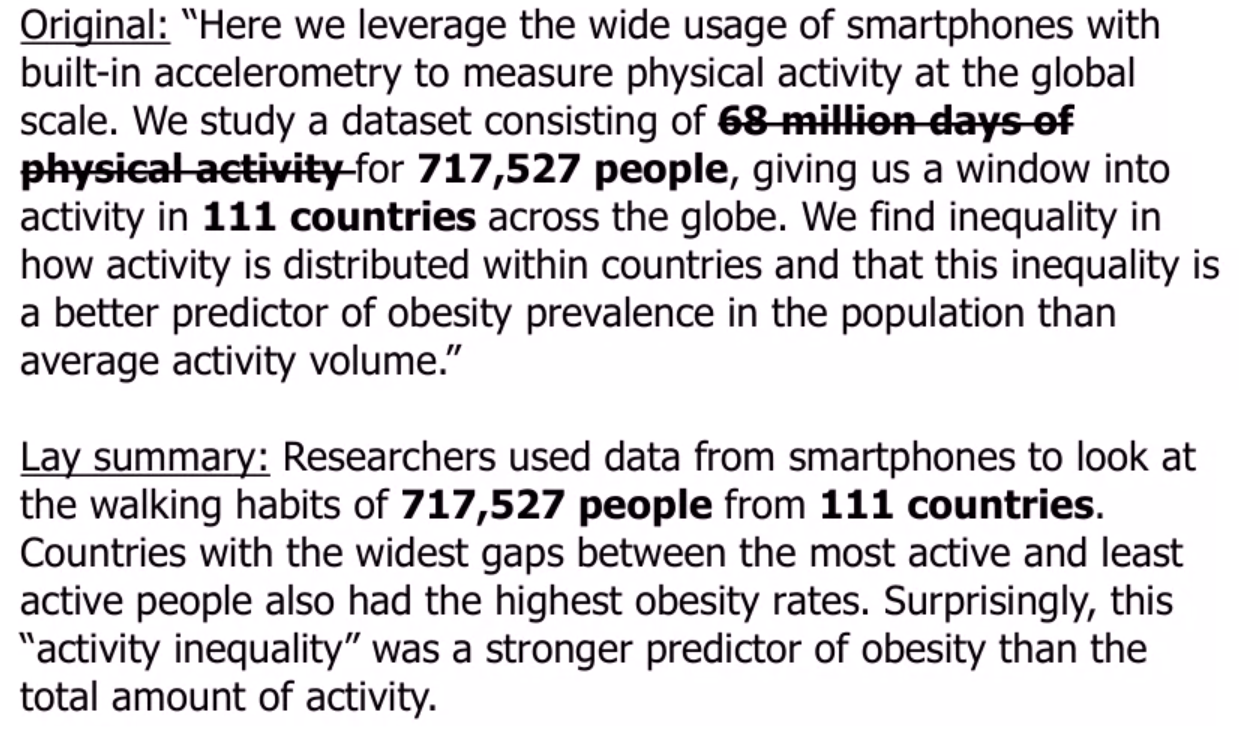 Original: “Here we leverage the wide usage of smartphones with
built-in accelerometry to measure physical activity at the global
scale. We study a dataset consisting of 68 million days of
physical activity for 717,527 people, giving us a window into
activity in 111 countries across the globe. We find inequality in
how activity is distributed within countries and that this inequality is
a better predictor of obesity prevalence in the population than
average activity volume.”
Lay summary: Researchers used data from smartphones to look at
the walking habits of 717,527 people from 111 countries.
Countries with the widest gaps between the most active and least
active people also had the highest obesity rates. Surprisingly, this
“activity inequality” was a stronger predictor of obesity than the
total amount of activity.